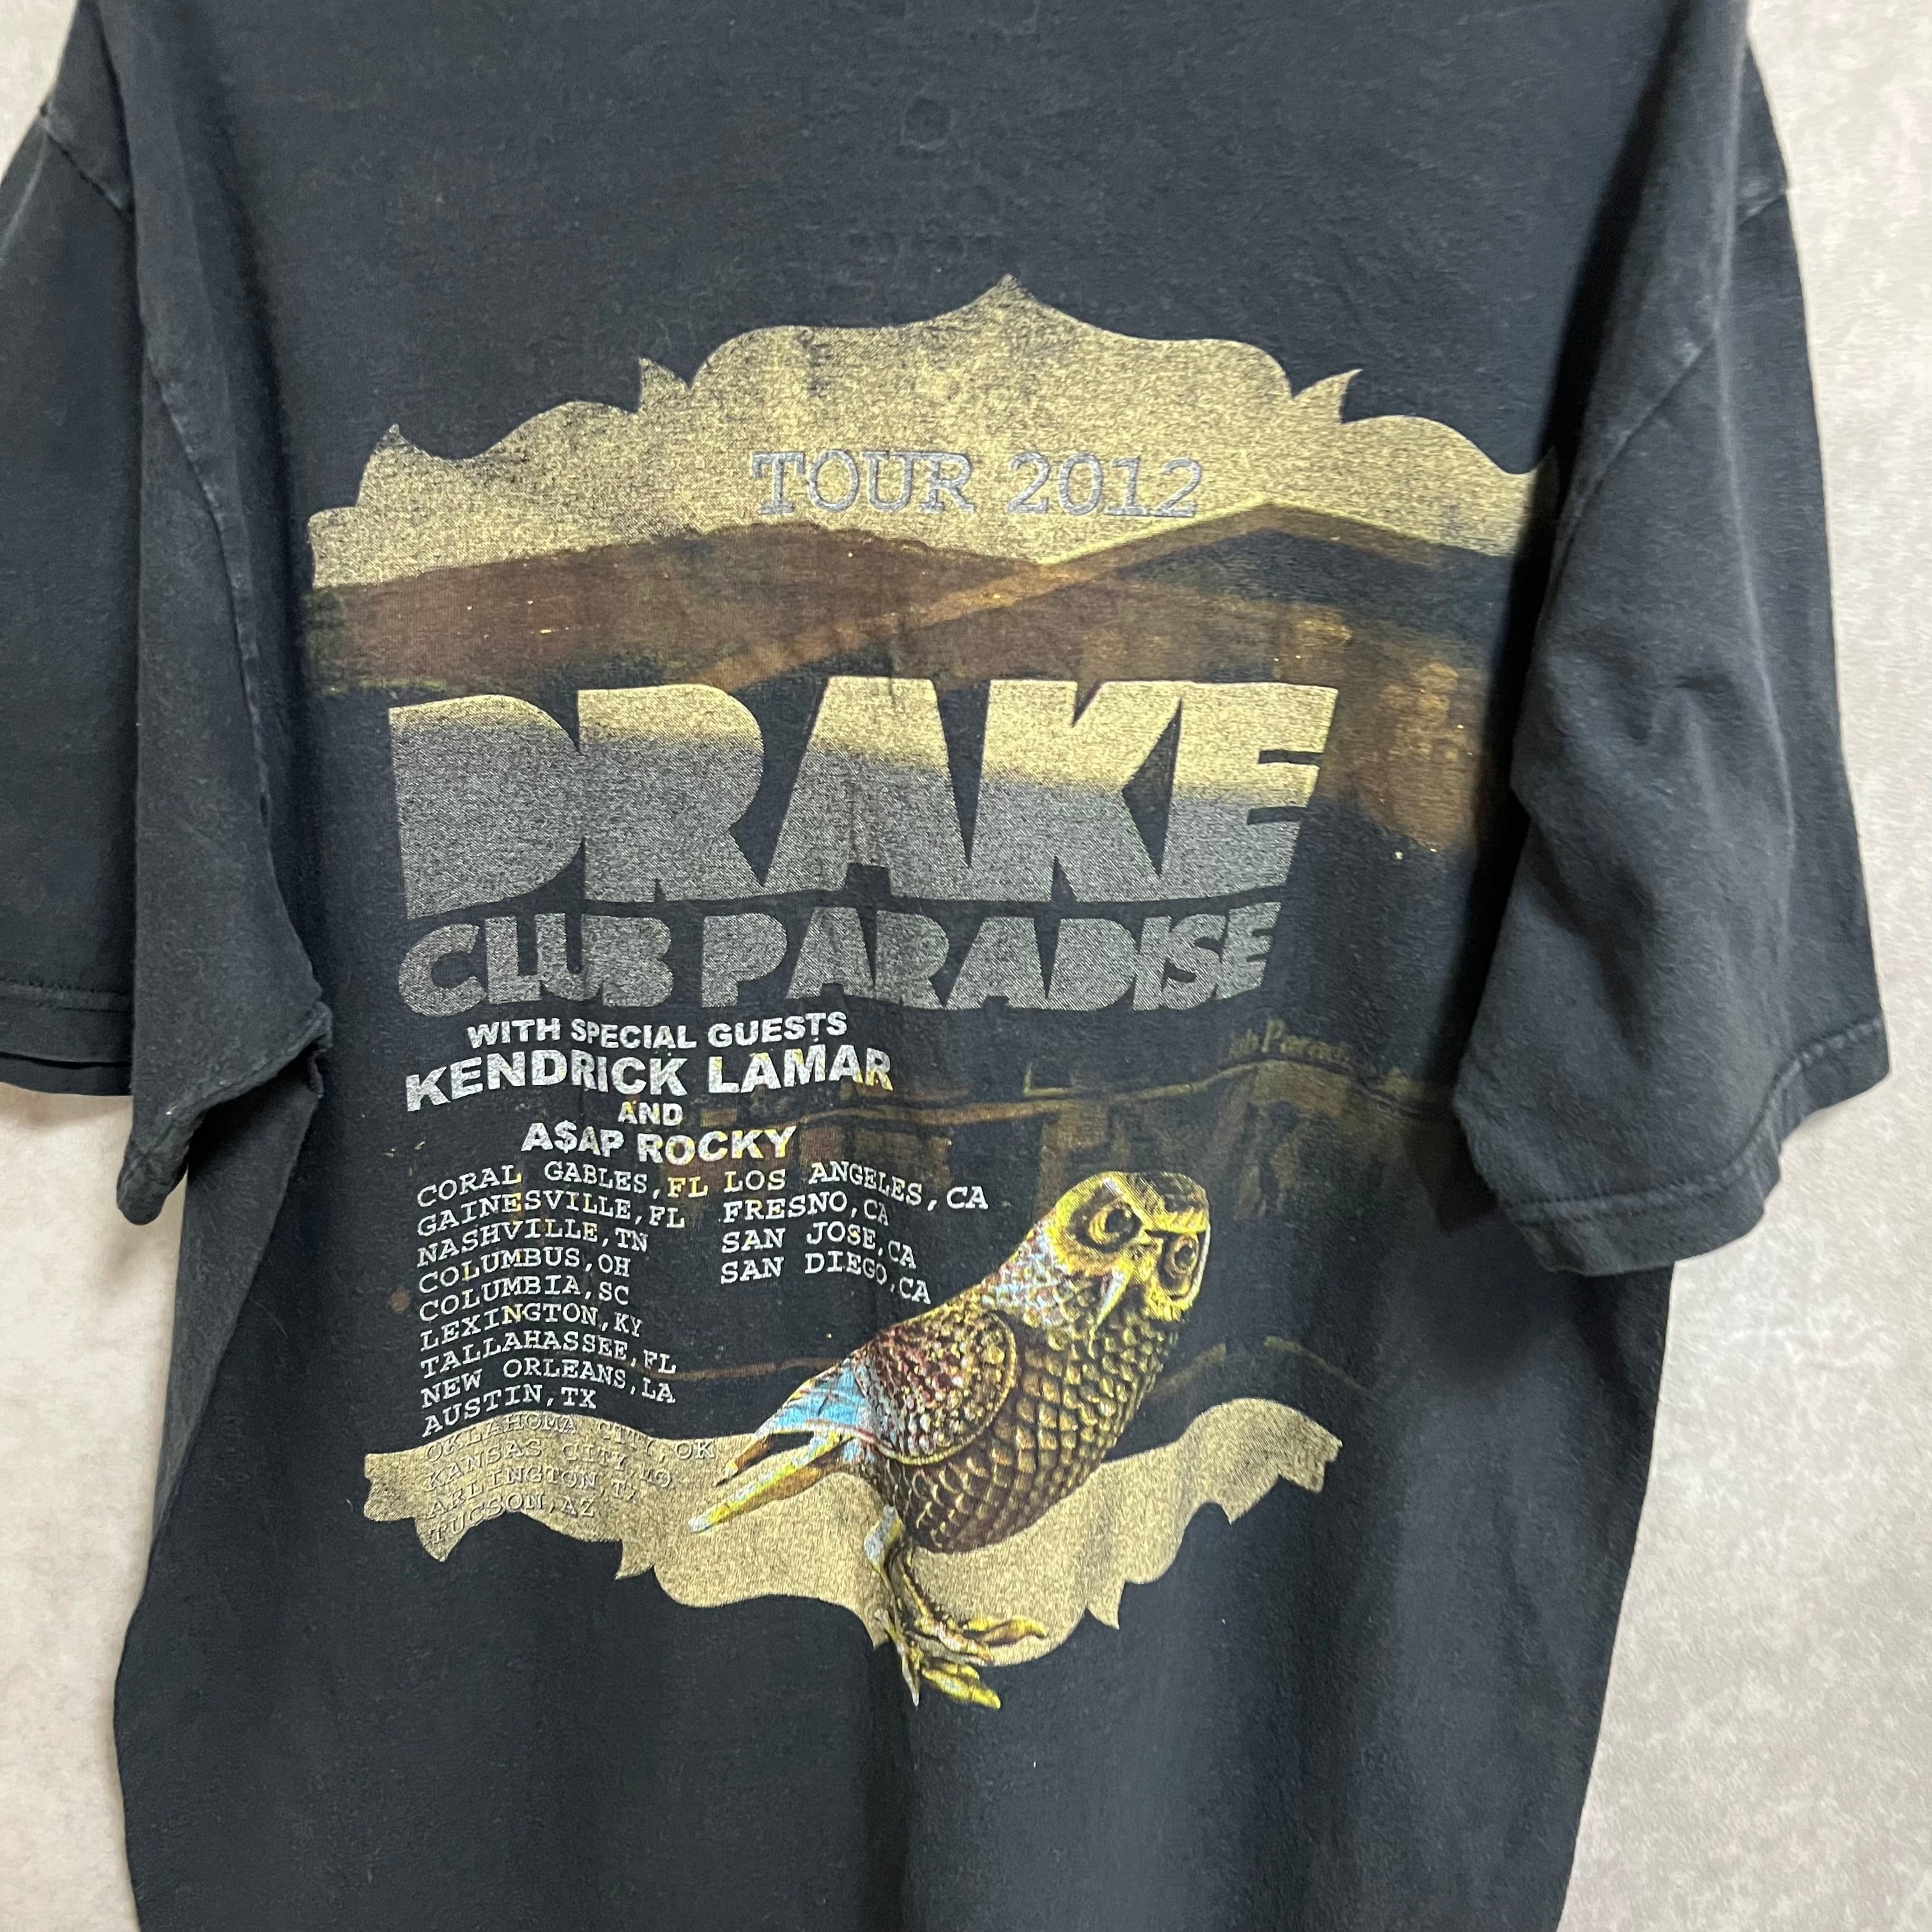 TOUR 2012
DRAKE
CLUB PARADISE
WITH SPECIAL GUESTS
KENDRICK LAMAR
AND
A$AP ROCKY
CORAL GABLES,FL
GAINESVILLE,FL
NASHVILLE,TN
COLUMBUS,OH
COLUMBIA,SC
LEXINGTON,KY
TALLAHASSEE,FL
NEW ORLEANS,LA
AUSTIN,TX
OKLAHOMA CITY,OK
KANSAS CITY,MO
ARLINGTON,TX
TUCSON,AZ
LOS ANGELES,CA
FRESNO,CA
SAN JOSE,CA
SAN DIEGO,CA